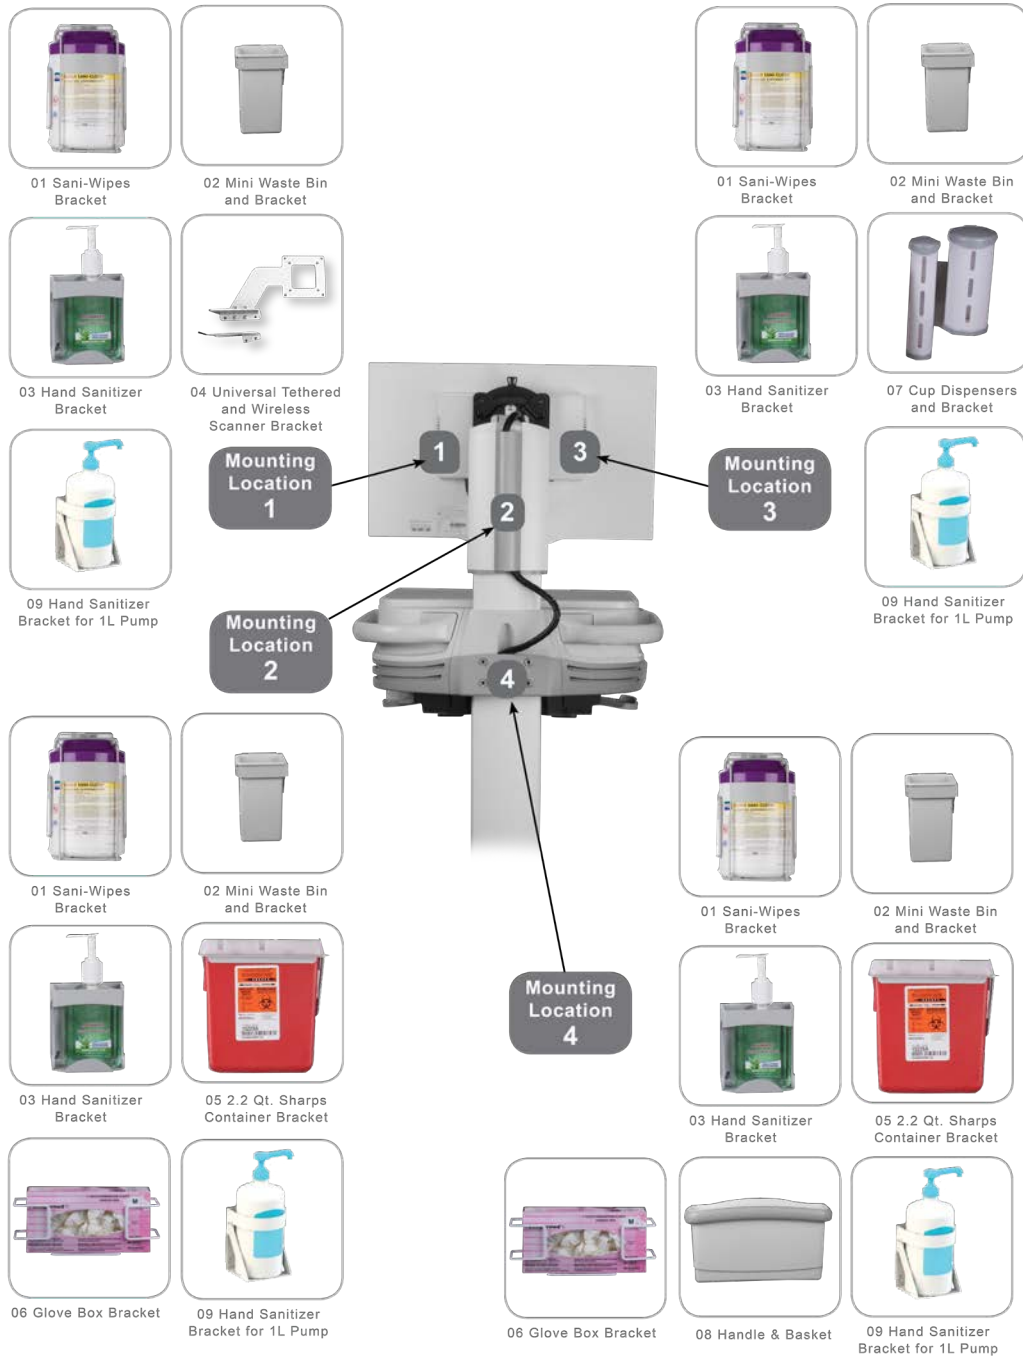 01 Sani-Wipes
Bracket
02 Mini Waste Bin
and Bracket
03 Hand Sanitizer
Bracket
04 Universal Tethered
and Wireless
Scanner Bracket
09 Hand Sanitizer
Bracket for 1L Pump
Mounting
Location
1
1
01 Sani-Wipes
Bracket
02 Mini Waste Bin
and Bracket
03 Hand Sanitizer
Bracket
07 Cup Dispensers
and Bracket
09 Hand Sanitizer
Bracket for 1L Pump
3
Mounting
Location
3
2
Mounting
Location
2
4
01 Sani-Wipes
Bracket
02 Mini Waste Bin
and Bracket
03 Hand Sanitizer
Bracket
05 2.2 Qt. Sharps
Container Bracket
06 Glove Box Bracket
09 Hand Sanitizer
Bracket for 1L Pump
Mounting
Location
4
01 Sani-Wipes
Bracket
02 Mini Waste Bin
and Bracket
03 Hand Sanitizer
Bracket
05 2.2 Qt. Sharps
Container Bracket
06 Glove Box Bracket
08 Handle & Basket
09 Hand Sanitizer
Bracket for 1L Pump